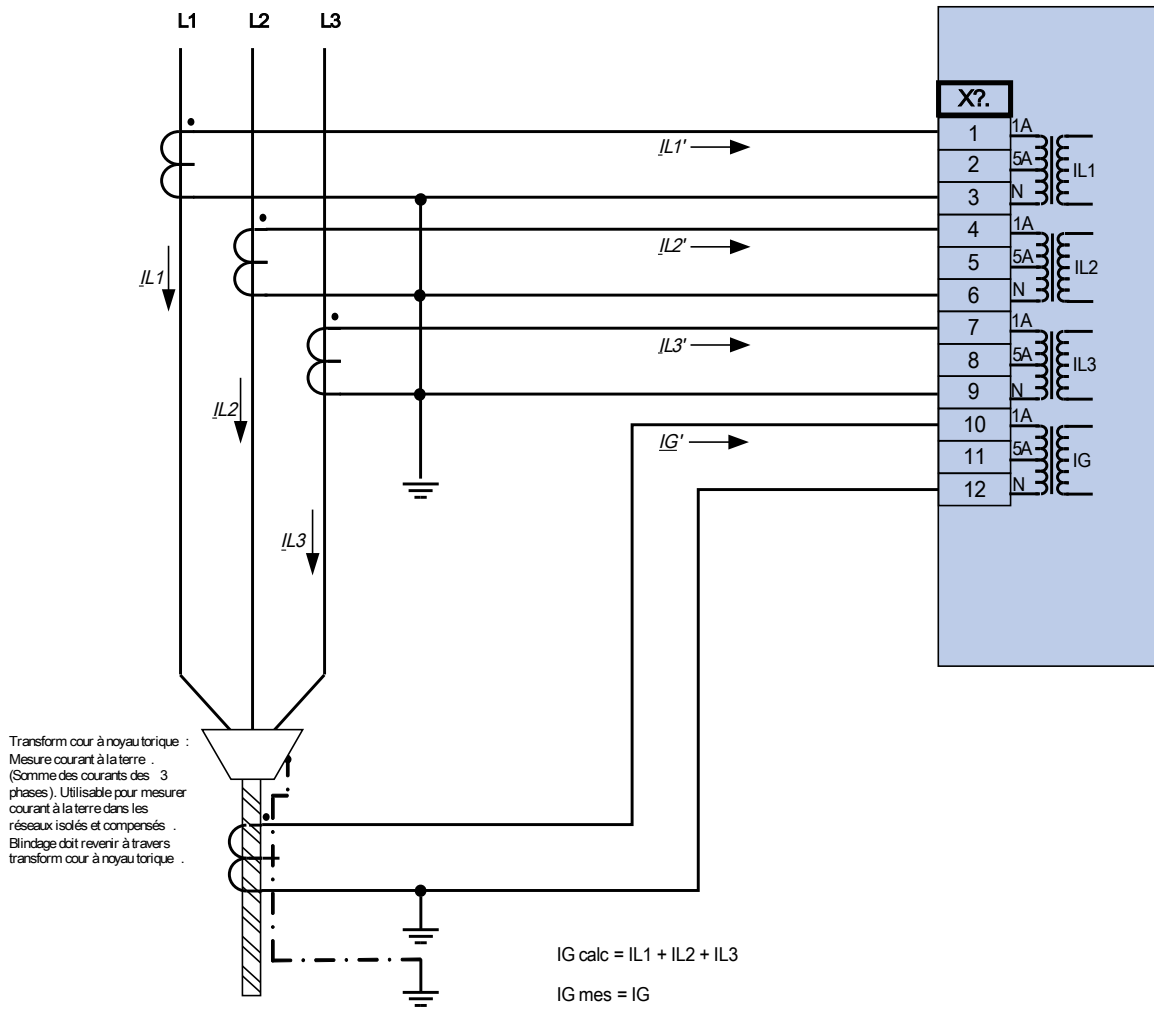 L1 L2 L3
X?.
1 1A
2 5A IL1
3 N
4 1A
5 5A IL2
6 N
7 1A
8 5A IL3
9 N
10 1A
11 5A IG
12 N
IL1'
IL2'
IL3'
IG'
IL1
IL2
IL3
Transform cour à noyau torique :
Mesure courant à la terre .
(Somme des courants des 3
phases). Utilisable pour mesurer
courant à la terre dans les
réseaux isolés et compensés .
Blindage doit revenir à travers
transform cour à noyau torique .
IG calc = IL1 + IL2 + IL3
IG mes = IG